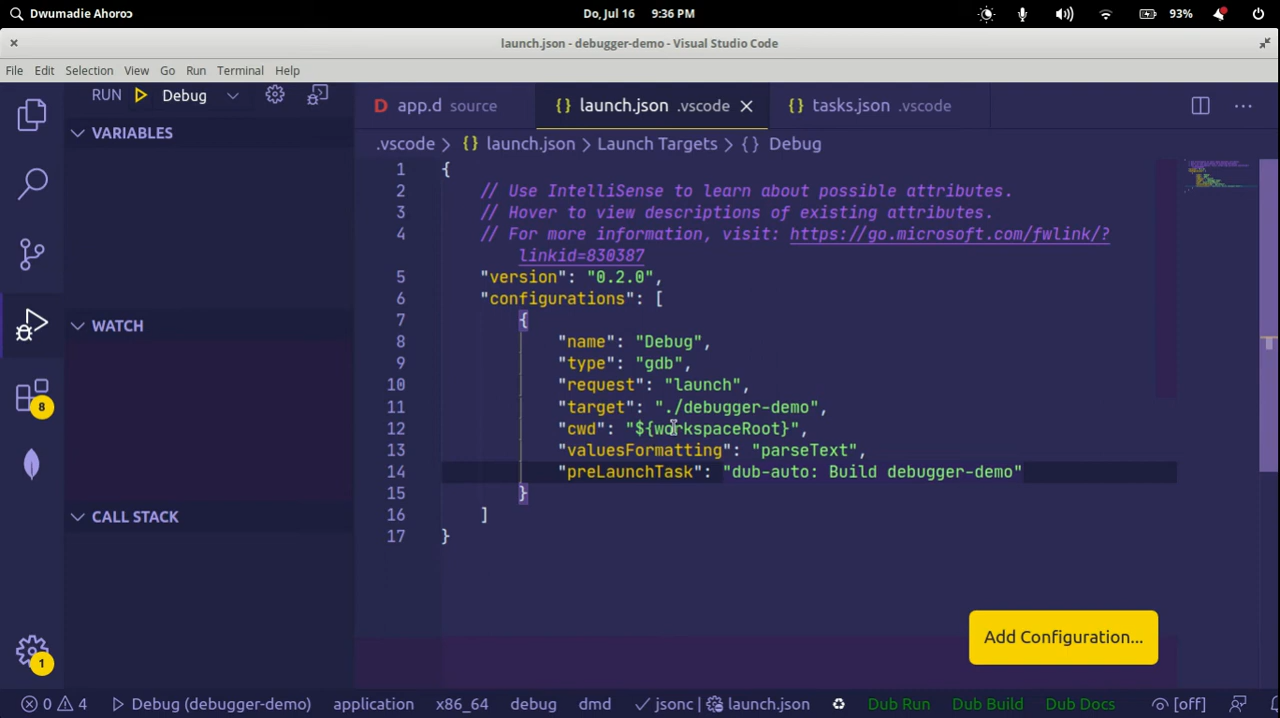 Dwumadie Ahorɔɔ
Do, Jul 16 9:36 PM
93%
launch.json - debugger-demo - Visual Studio Code
File Edit Selection View Go Run Terminal Help
RUN Debug
D app.d source
{} launch.json .vscode
{} tasks.json .vscode
.vscode > {} launch.json > Launch Targets > {} Debug
VARIABLES
WATCH
CALL STACK
8
1
1 {
2 // Use IntelliSense to learn about possible attributes.
3 // Hover to view descriptions of existing attributes.
4 // For more information, visit: https://go.microsoft.com/fwlink/?
linkid=830387
5 "version": "0.2.0",
6 "configurations": [
7 {
8 "name": "Debug",
9 "type": "gdb",
10 "request": "launch",
11 "target": "./debugger-demo",
12 "cwd": "${workspaceRoot}",
13 "valuesFormatting": "parseText",
14 "preLaunchTask": "dub-auto: Build debugger-demo"
15 }
16 ]
17 }
Add Configuration...
0 4 Debug (debugger-demo) application x86_64 debug dmd jsonc launch.json Dub Run Dub Build Dub Docs [off]